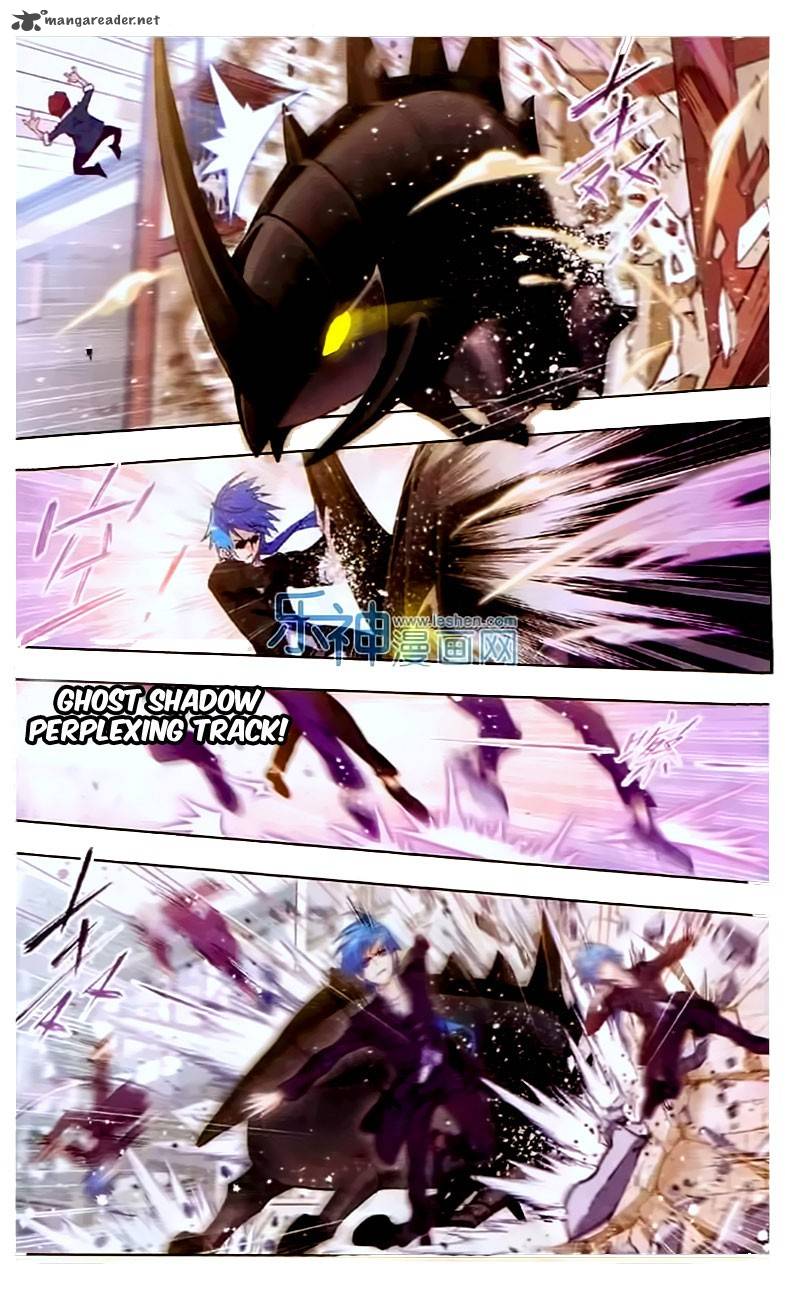 mangareader.net
乐神漫画网
www.leshen.com
GHOST SHADOW
PERPLEXING TRACK!